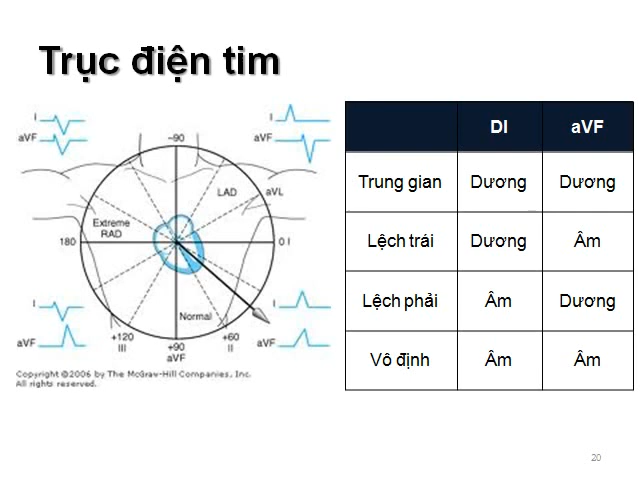 Trục điện tim
I
aVF
I
aVF
−90
LAD
aVL
Extreme
RAD
180
0 I
Normal
I
aVF
I
aVF
+120
III
+90
aVF
+60
II
Copyright ©2006 by The McGraw-Hill Companies, Inc.
All rights reserved.
DI aVF
Trung gian Dương Dương
Lệch trái Dương Âm
Lệch phải Âm Dương
Vô định Âm Âm
20